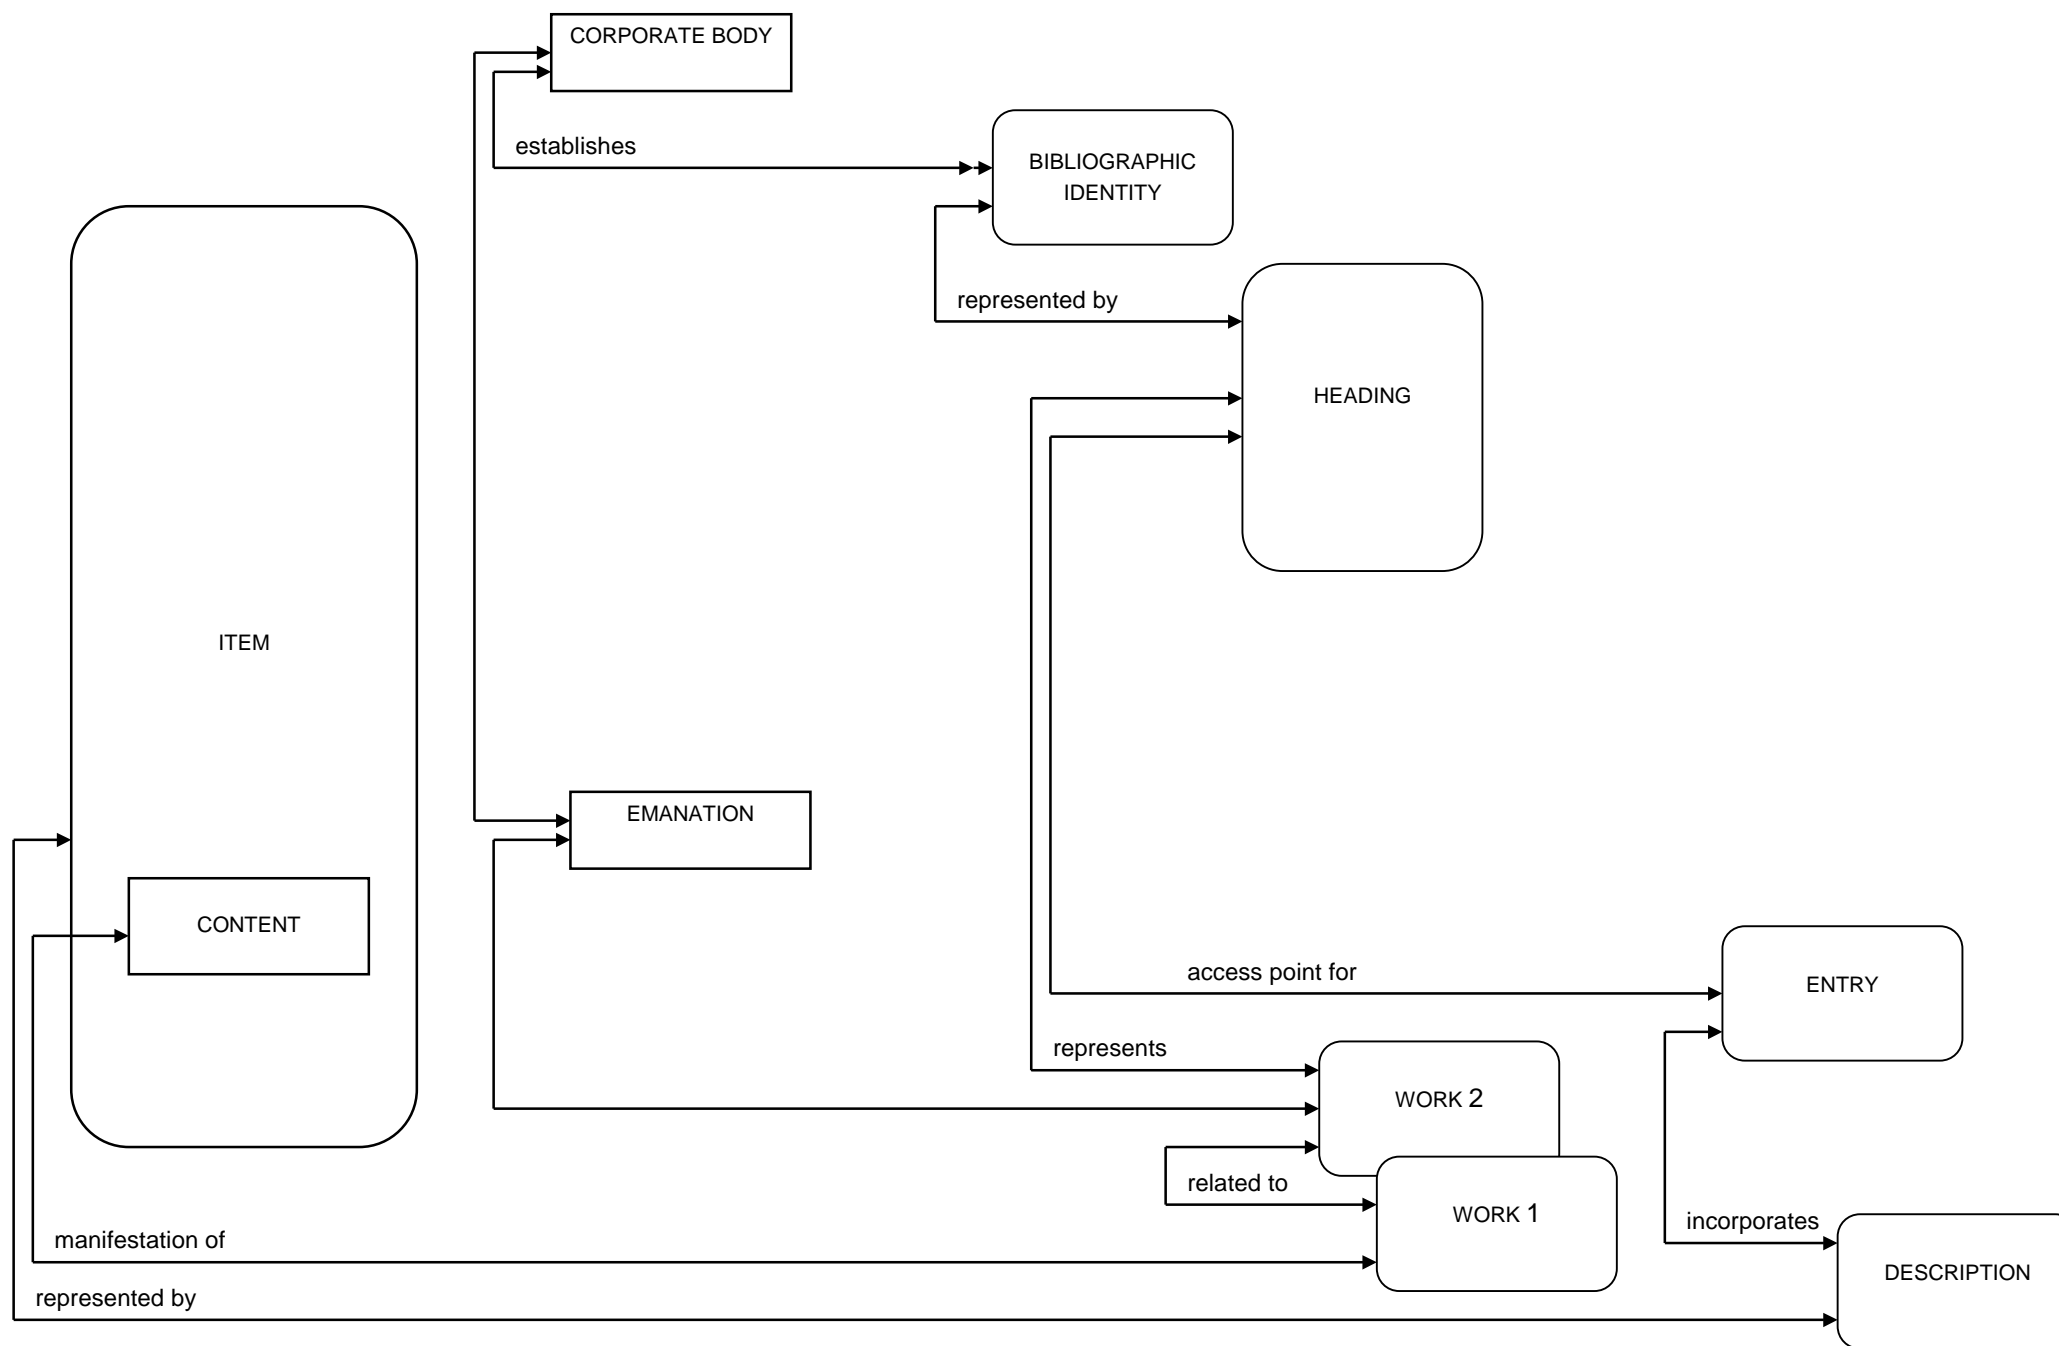 CORPORATE BODY
establishes
BIBLIOGRAPHIC
IDENTITY
represented by
HEADING
ITEM
EMANATION
CONTENT
access point for
ENTRY
represents
WORK 2
related to
WORK 1
incorporates
manifestation of
DESCRIPTION
represented by